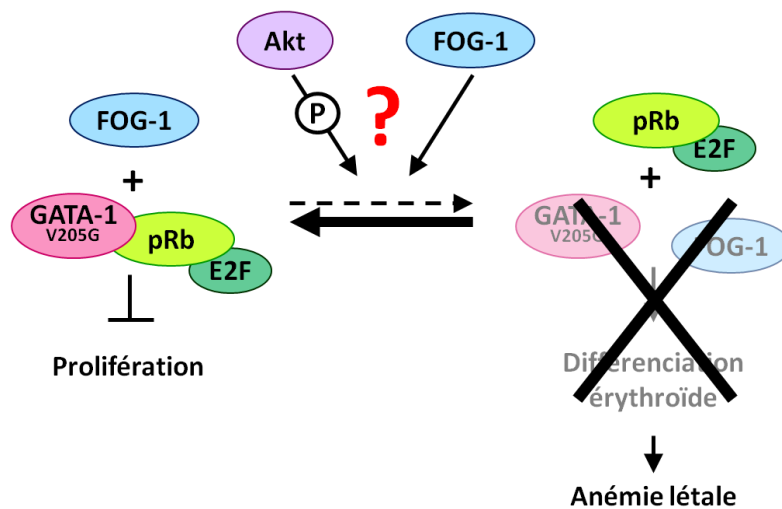 Akt
FOG-1
P
?
FOG-1
+
GATA-1
V205G
pRb
E2F
Prolifération
pRb
E2F
+
GATA-1
V205G
FOG-1
Différenciation
érythroïde
Anémie létale